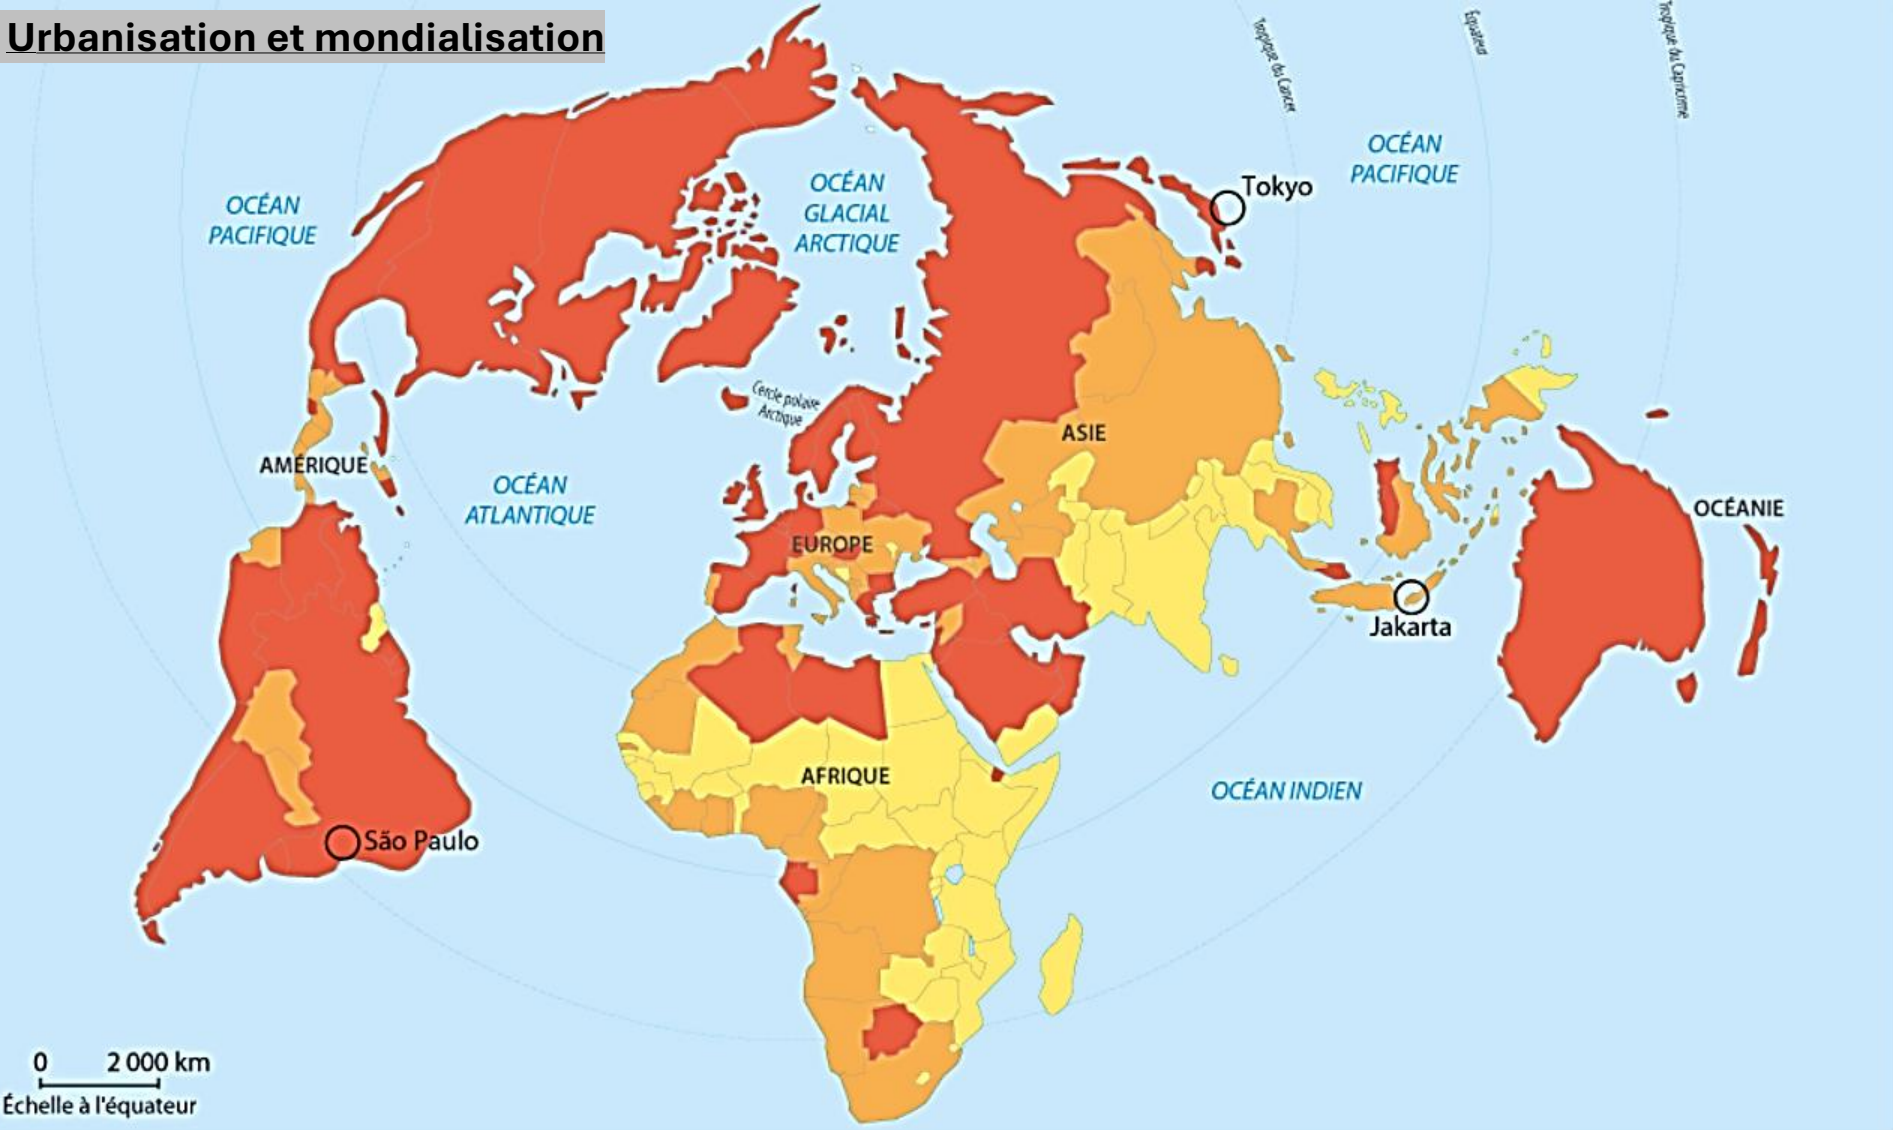 Urbanisation et mondialisation
Tropique du Cancer
Équateur
Tropique du Capricorne
OCÉAN
PACIFIQUE
OCÉAN
GLACIAL
ARCTIQUE
OCÉAN
PACIFIQUE
Tokyo
Cercle polaire
Arctique
ASIE
AMÉRIQUE
OCÉAN
ATLANTIQUE
EUROPE
OCÉANIE
Jakarta
AFRIQUE
OCÉAN INDIEN
São Paulo
0 2 000 km
Échelle à l'équateur